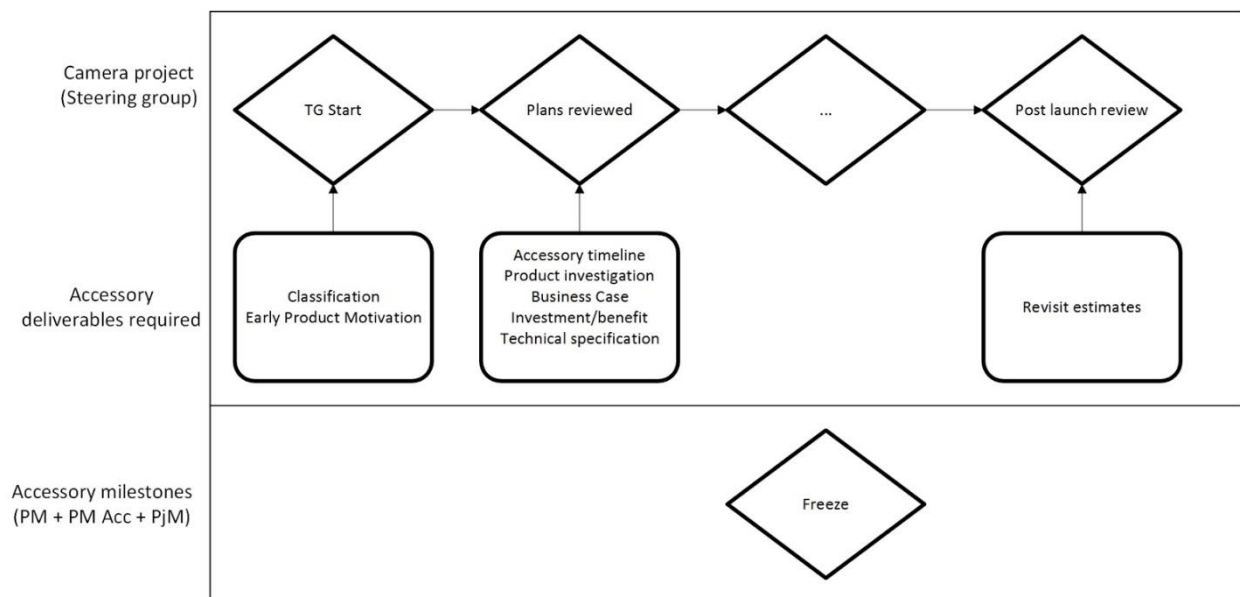 Camera project
(Steering group)
TG Start
Plans reviewed
...
Post launch review
Accessory
deliverables required
Classification
Early Product Motivation
Accessory timeline
Product investigation
Business Case
Investment/benefit
Technical specification
Revisit estimates
Accessory milestones
(PM + PM Acc + PjM)
Freeze